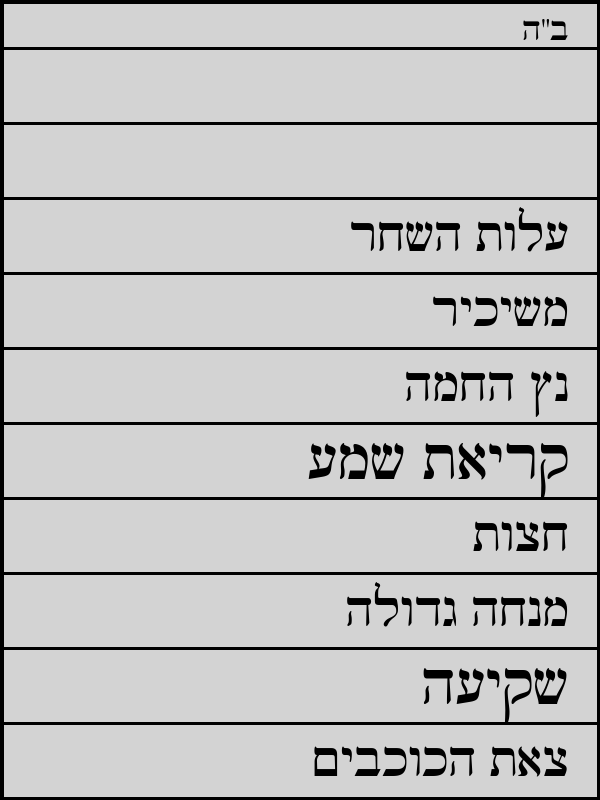 ב"ה
עלות השחר
משיכיר
נץ החמה
קריאת שמע
חצות
מנחה גדולה
שקיעה
צאת הכוכבים